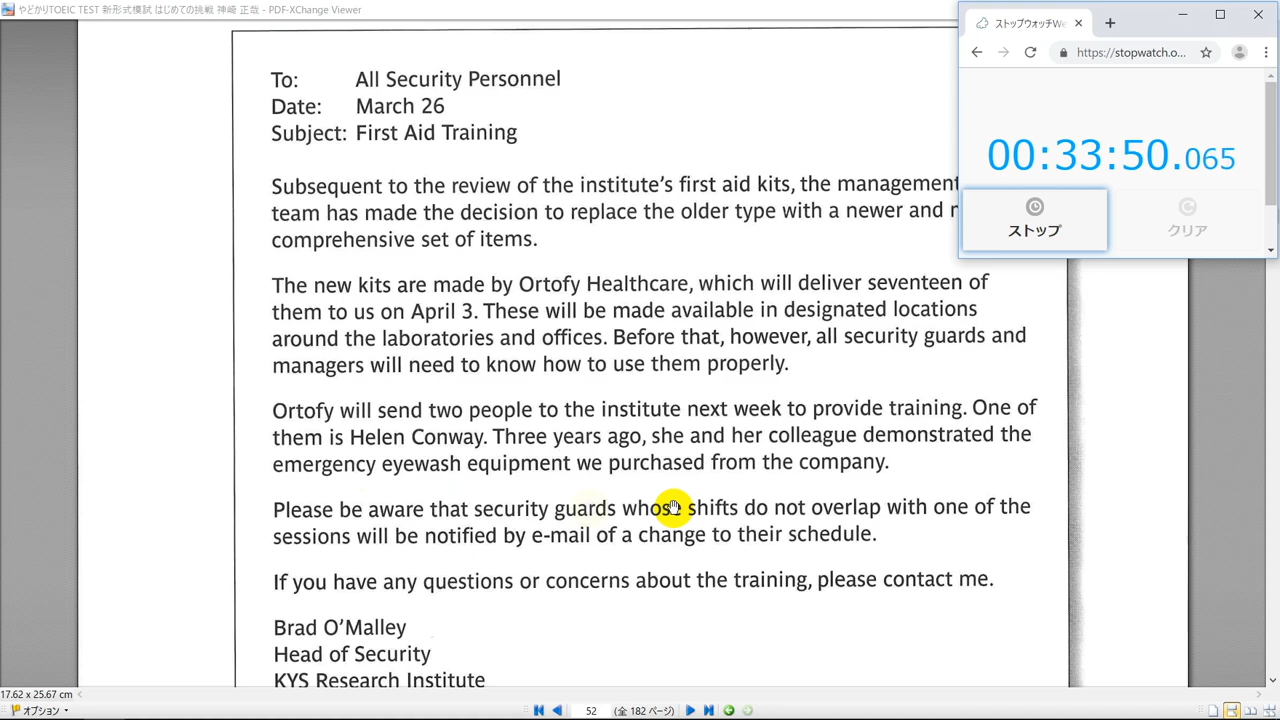 やどかりTOEIC TEST 新形式模試 はじめての挑戦 神崎 正哉 - PDF-XChange Viewer
ストップウォッチWe
https://stopwatch.o...
00:33:50.065
ストップ
クリア
To: All Security Personnel
Date: March 26
Subject: First Aid Training
Subsequent to the review of the institute's first aid kits, the management
team has made the decision to replace the older type with a newer and
comprehensive set of items.
The new kits are made by Ortofy Healthcare, which will deliver seventeen of
them to us on April 3. These will be made available in designated locations
around the laboratories and offices. Before that, however, all security guards and
managers will need to know how to use them properly.
Ortofy will send two people to the institute next week to provide training. One of
them is Helen Conway. Three years ago, she and her colleague demonstrated the
emergency eyewash equipment we purchased from the company.
Please be aware that security guards whose shifts do not overlap with one of the
sessions will be notified by e-mail of a change to their schedule.
If you have any questions or concerns about the training, please contact me.
Brad O'Malley
Head of Security
KYS Research Institute
17.62 x 25.67 cm
オプション
52 (全 182 ページ)